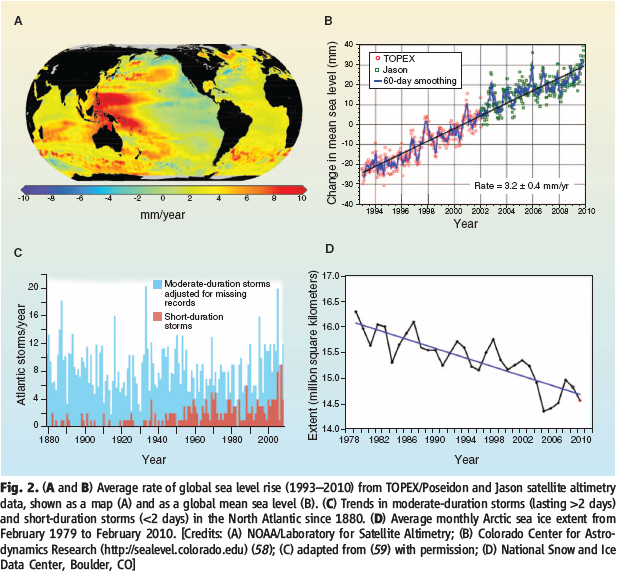 A
-10 -8 -6 -4 -2 0 2 4 6 8 10
mm/year
B
Change in mean sea level (mm)
40
30
20
10
0
-10
-20
-30
-40
TOPEX
Jason
60-day smoothing
Rate = 3.2 ± 0.4 mm/yr
1994 1996 1998 2000 2002 2004 2006 2008 2010
Year
C
Atlantic storms/year
20
16
12
8
4
0
Moderate-duration storms
adjusted for missing
records
Short-duration
storms
1880 1900 1920 1940 1960 1980 2000
Year
D
Extent (million square kilometers)
17.0
16.0
15.5
15.0
14.5
14.0
1978 1982 1986 1990 1994 1998 2002 2006 2010
Year
Fig. 2. (A and B) Average rate of global sea level rise (1993–2010) from TOPEX/Poseidon and Jason satellite altimetry
data, shown as a map (A) and as a global mean sea level (B). (C) Trends in moderate-duration storms (lasting >2 days)
and short-duration storms (<2 days) in the North Atlantic since 1880. (D) Average monthly Arctic sea ice extent from
February 1979 to February 2010. [Credits: (A) NOAA/Laboratory for Satellite Altimetry; (B) Colorado Center for Astro-
dynamics Research (http://sealevel.colorado.edu) (58); (C) adapted from (59) with permission; (D) National Snow and Ice
Data Center, Boulder, CO]